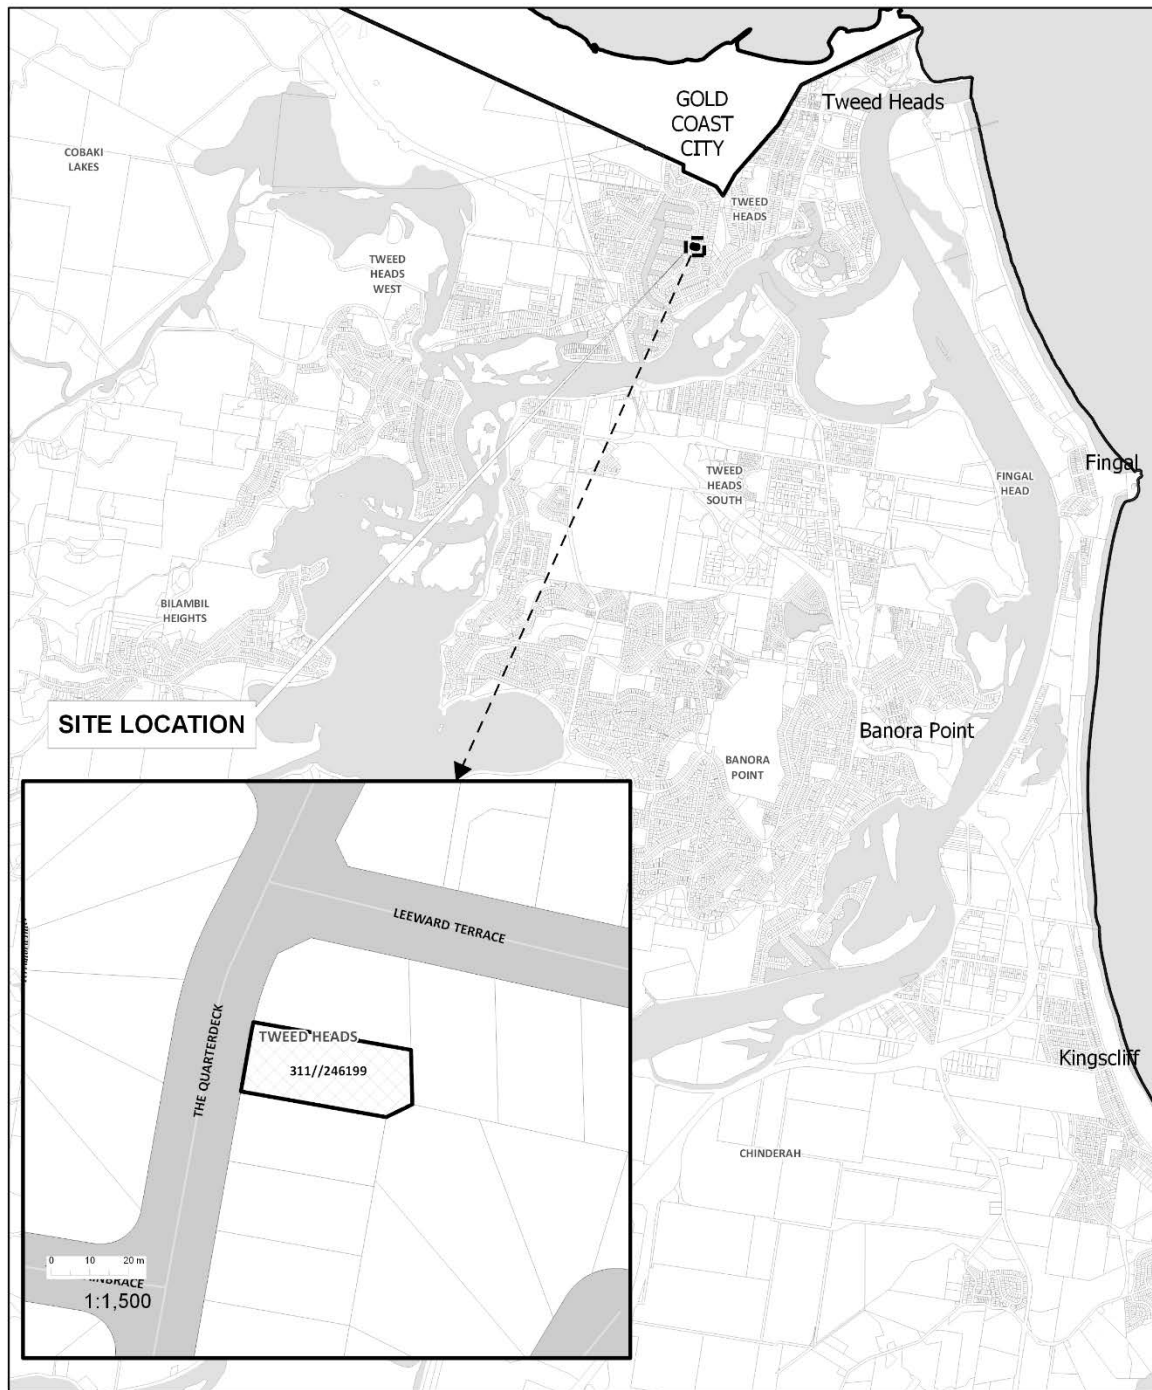 GOLD
COAST
CITY
Tweed Heads
COBAKI
LAKES
TWEED
HEADS
TWEED
HEADS
WEST
Fingal
TWEED
HEADS
SOUTH
FINGAL
HEAD
BILAMBIL
HEIGHTS
SITE LOCATION
Banora Point
BANORA
POINT
LEEWARD TERRACE
THE QUARTERDECK
TWEED HEADS
311//246199
Kingscliff
CHINDERAH
0 10 20 m
1:1,500